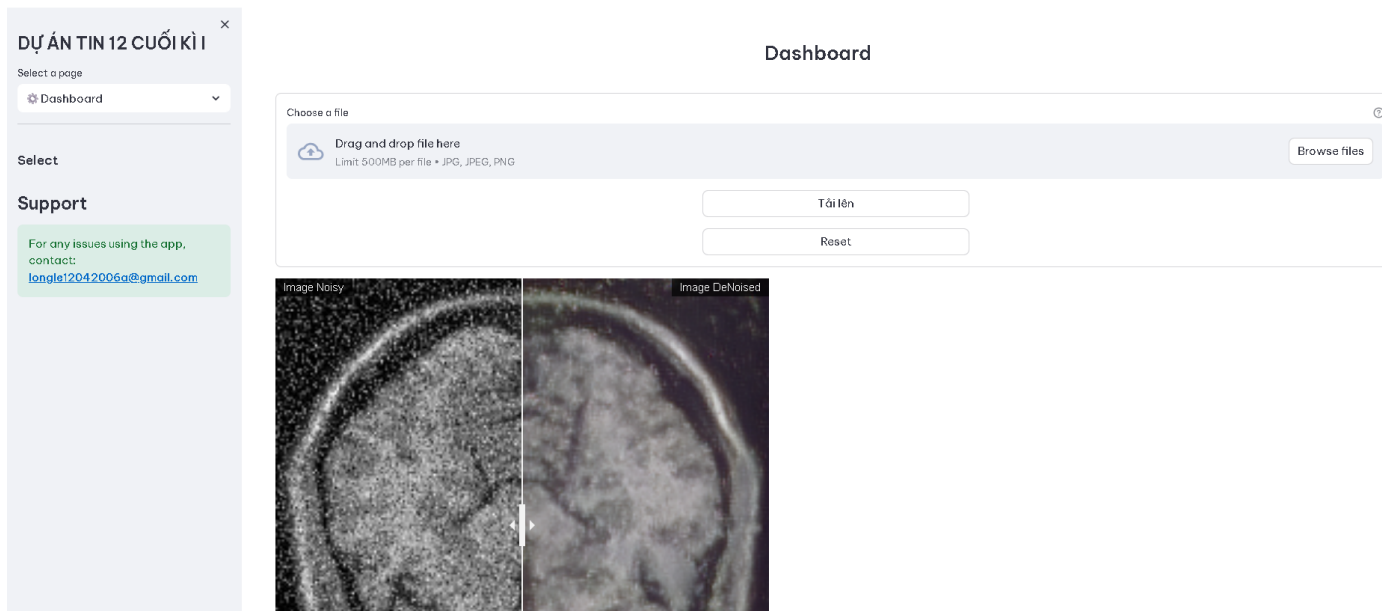 DỰ ÁN TIN 12 CUỐI KÌ I
Select a page
Dashboard
Select
Support
For any issues using the app,
contact:
longle12042006a@gmail.com
Dashboard
Choose a file
Drag and drop file here
Limit 500MB per file • JPG, JPEG, PNG
Browse files
Tải lên
Reset
Image Noisy
Image DeNoised